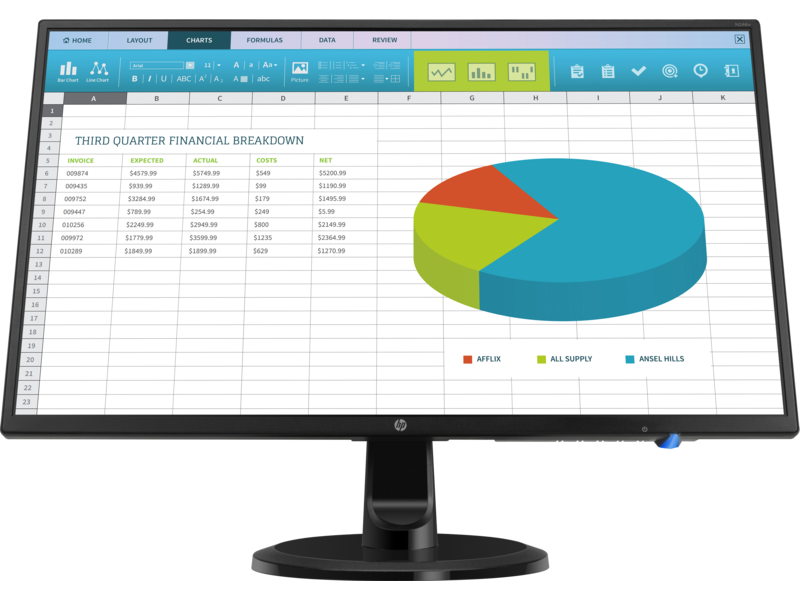 HOME LAYOUT CHARTS FORMULAS DATA REVIEW
Arial 11 A a Aa
Bar Chart Line Chart B I U ABC A A abc Picture
A B C D E F G H I J K
1
2
3
THIRD QUARTER FINANCIAL BREAKDOWN
4
5 INVOICE EXPECTED ACTUAL COSTS NET
6 009874 $4579.99 $5749.99 $549 $5200.99
7 009435 $939.99 $1289.99 $99 $1190.99
8 009848 $3284.99 $1674.99 $179 $1495.99
9 009447 $789.99 $254.99 $249 $5.99
10 010256 $2249.99 $2949.99 $800 $2149.99
11 009972 $1779.99 $3599.99 $1235 $2364.99
12 010289 $1849.99 $1899.99 $629 $1270.99
13
14
15
16
17
18
19
20 AFFLIX ALL SUPPLY ANSEL HILLS
21
22
23
hp